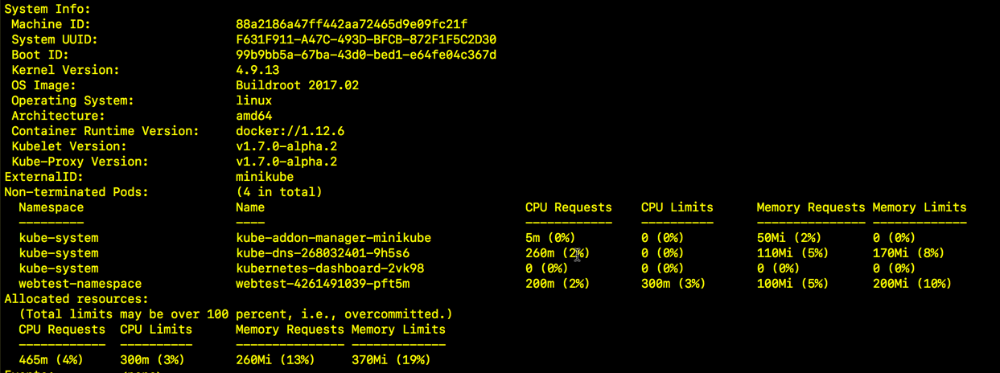 System Info:
Machine ID: 88a2186a47ff442aa72465d9e09fc21f
System UUID: F631F911-A47C-493D-BFCB-872F1F5C2D30
Boot ID: 99b9bb5a-67ba-43d0-bed1-e64fe04c367d
Kernel Version: 4.9.13
OS Image: Buildroot 2017.02
Operating System: linux
Architecture: amd64
Container Runtime Version: docker://1.12.6
Kubelet Version: v1.7.0-alpha.2
Kube-Proxy Version: v1.7.0-alpha.2
ExternalID: minikube
Non-terminated Pods: (4 in total)
Namespace Name CPU Requests CPU Limits Memory Requests Memory Limits
--------- ---- ------------ ---------- --------------- -------------
kube-system kube-addon-manager-minikube 5m (0%) 0 (0%) 50Mi (2%) 0 (0%)
kube-system kube-dns-268032401-9h5s6 260m (2%) 0 (0%) 110Mi (5%) 170Mi (8%)
kube-system kubernetes-dashboard-2vk98 0 (0%) 0 (0%) 0 (0%) 0 (0%)
webtest-namespace webtest-4261491039-pft5m 200m (2%) 300m (3%) 100Mi (5%) 200Mi (10%)
Allocated resources:
(Total limits may be over 100 percent, i.e., overcommitted.)
CPU Requests CPU Limits Memory Requests Memory Limits
------------ ---------- --------------- -------------
465m (4%) 300m (3%) 260Mi (13%) 370Mi (19%)